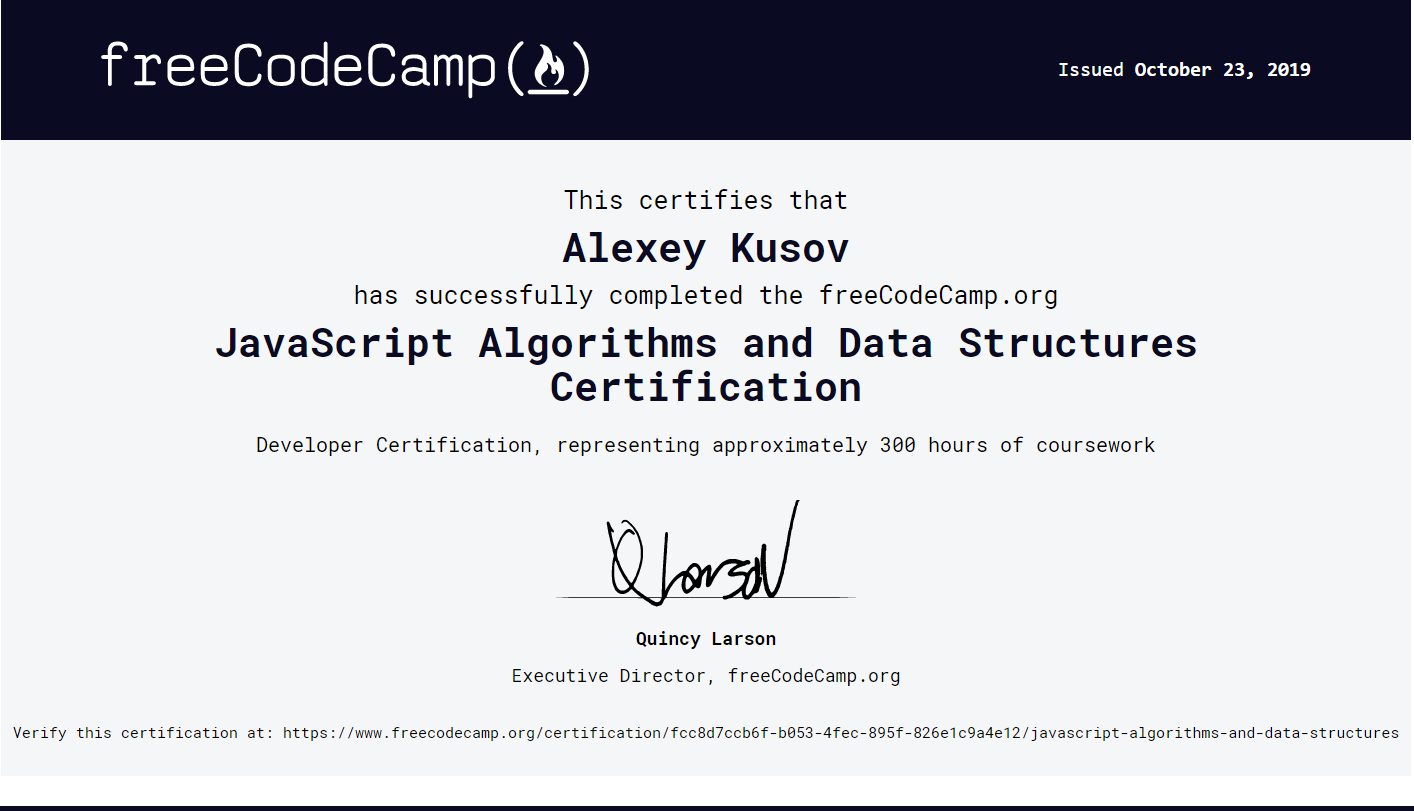 freeCodeCamp(🔥)
Issued October 23, 2019
This certifies that
Alexey Kusov
has successfully completed the freeCodeCamp.org
JavaScript Algorithms and Data Structures
Certification
Developer Certification, representing approximately 300 hours of coursework
Q Larson
Quincy Larson
Executive Director, freeCodeCamp.org
Verify this certification at: https://www.freecodecamp.org/certification/fcc8d7ccb6f-b053-4fec-895f-826e1c9a4e12/javascript-algorithms-and-data-structures